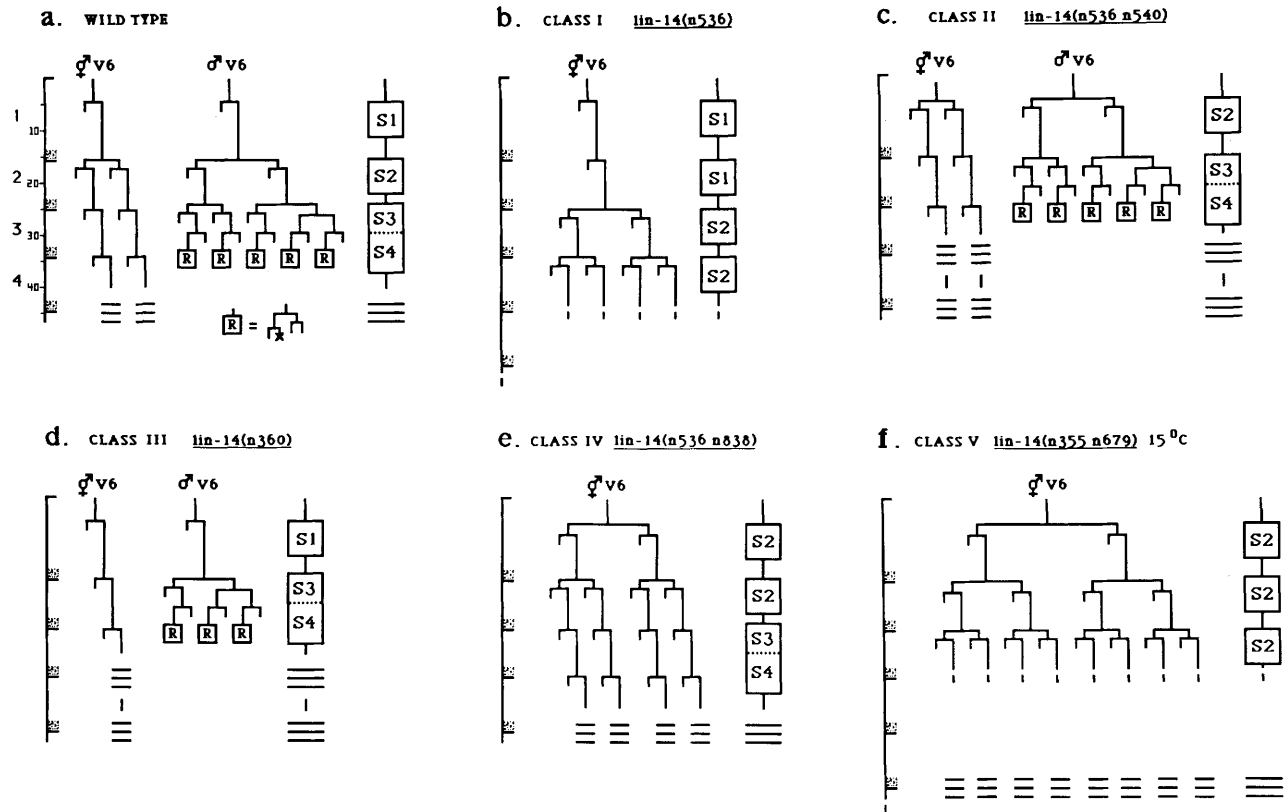 a. WILD TYPE
⚥ V6
♂ V6
1
10
2
20
3
30
4
40
S1
S2
S3
S4
R R R R R
R =
x
b. CLASS I lin-14(n536)
⚥ V6
S1
S1
S2
S2
c. CLASS II lin-14(n536 n540)
⚥ V6
♂ V6
S2
S3
S4
R R R R R
d. CLASS III lin-14(n360)
⚥ V6
♂ V6
S1
S3
S4
R R R
e. CLASS IV lin-14(n536 n838)
⚥ V6
S2
S2
S3
S4
f. CLASS V lin-14(n355 n679) 15 °C
⚥ V6
S2
S2
S2